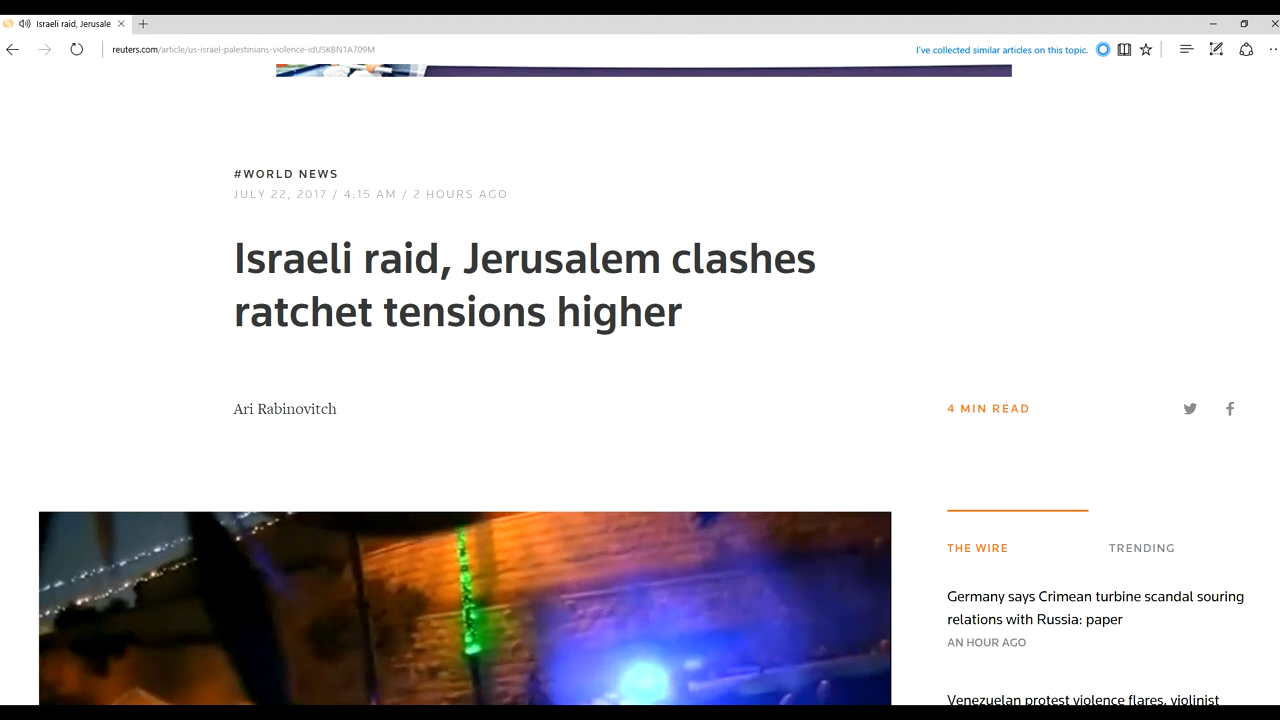 Israeli raid, Jerusale
reuters.com/article/us-israel-palestinians-violence-idUSKBN1A709M
I've collected similar articles on this topic.
#WORLD NEWS
JULY 22, 2017 / 4:15 AM / 2 HOURS AGO
Israeli raid, Jerusalem clashes
ratchet tensions higher
Ari Rabinovitch
4 MIN READ
THE WIRE
TRENDING
Germany says Crimean turbine scandal souring
relations with Russia: paper
AN HOUR AGO
Venezuelan protest violence flares, violinist